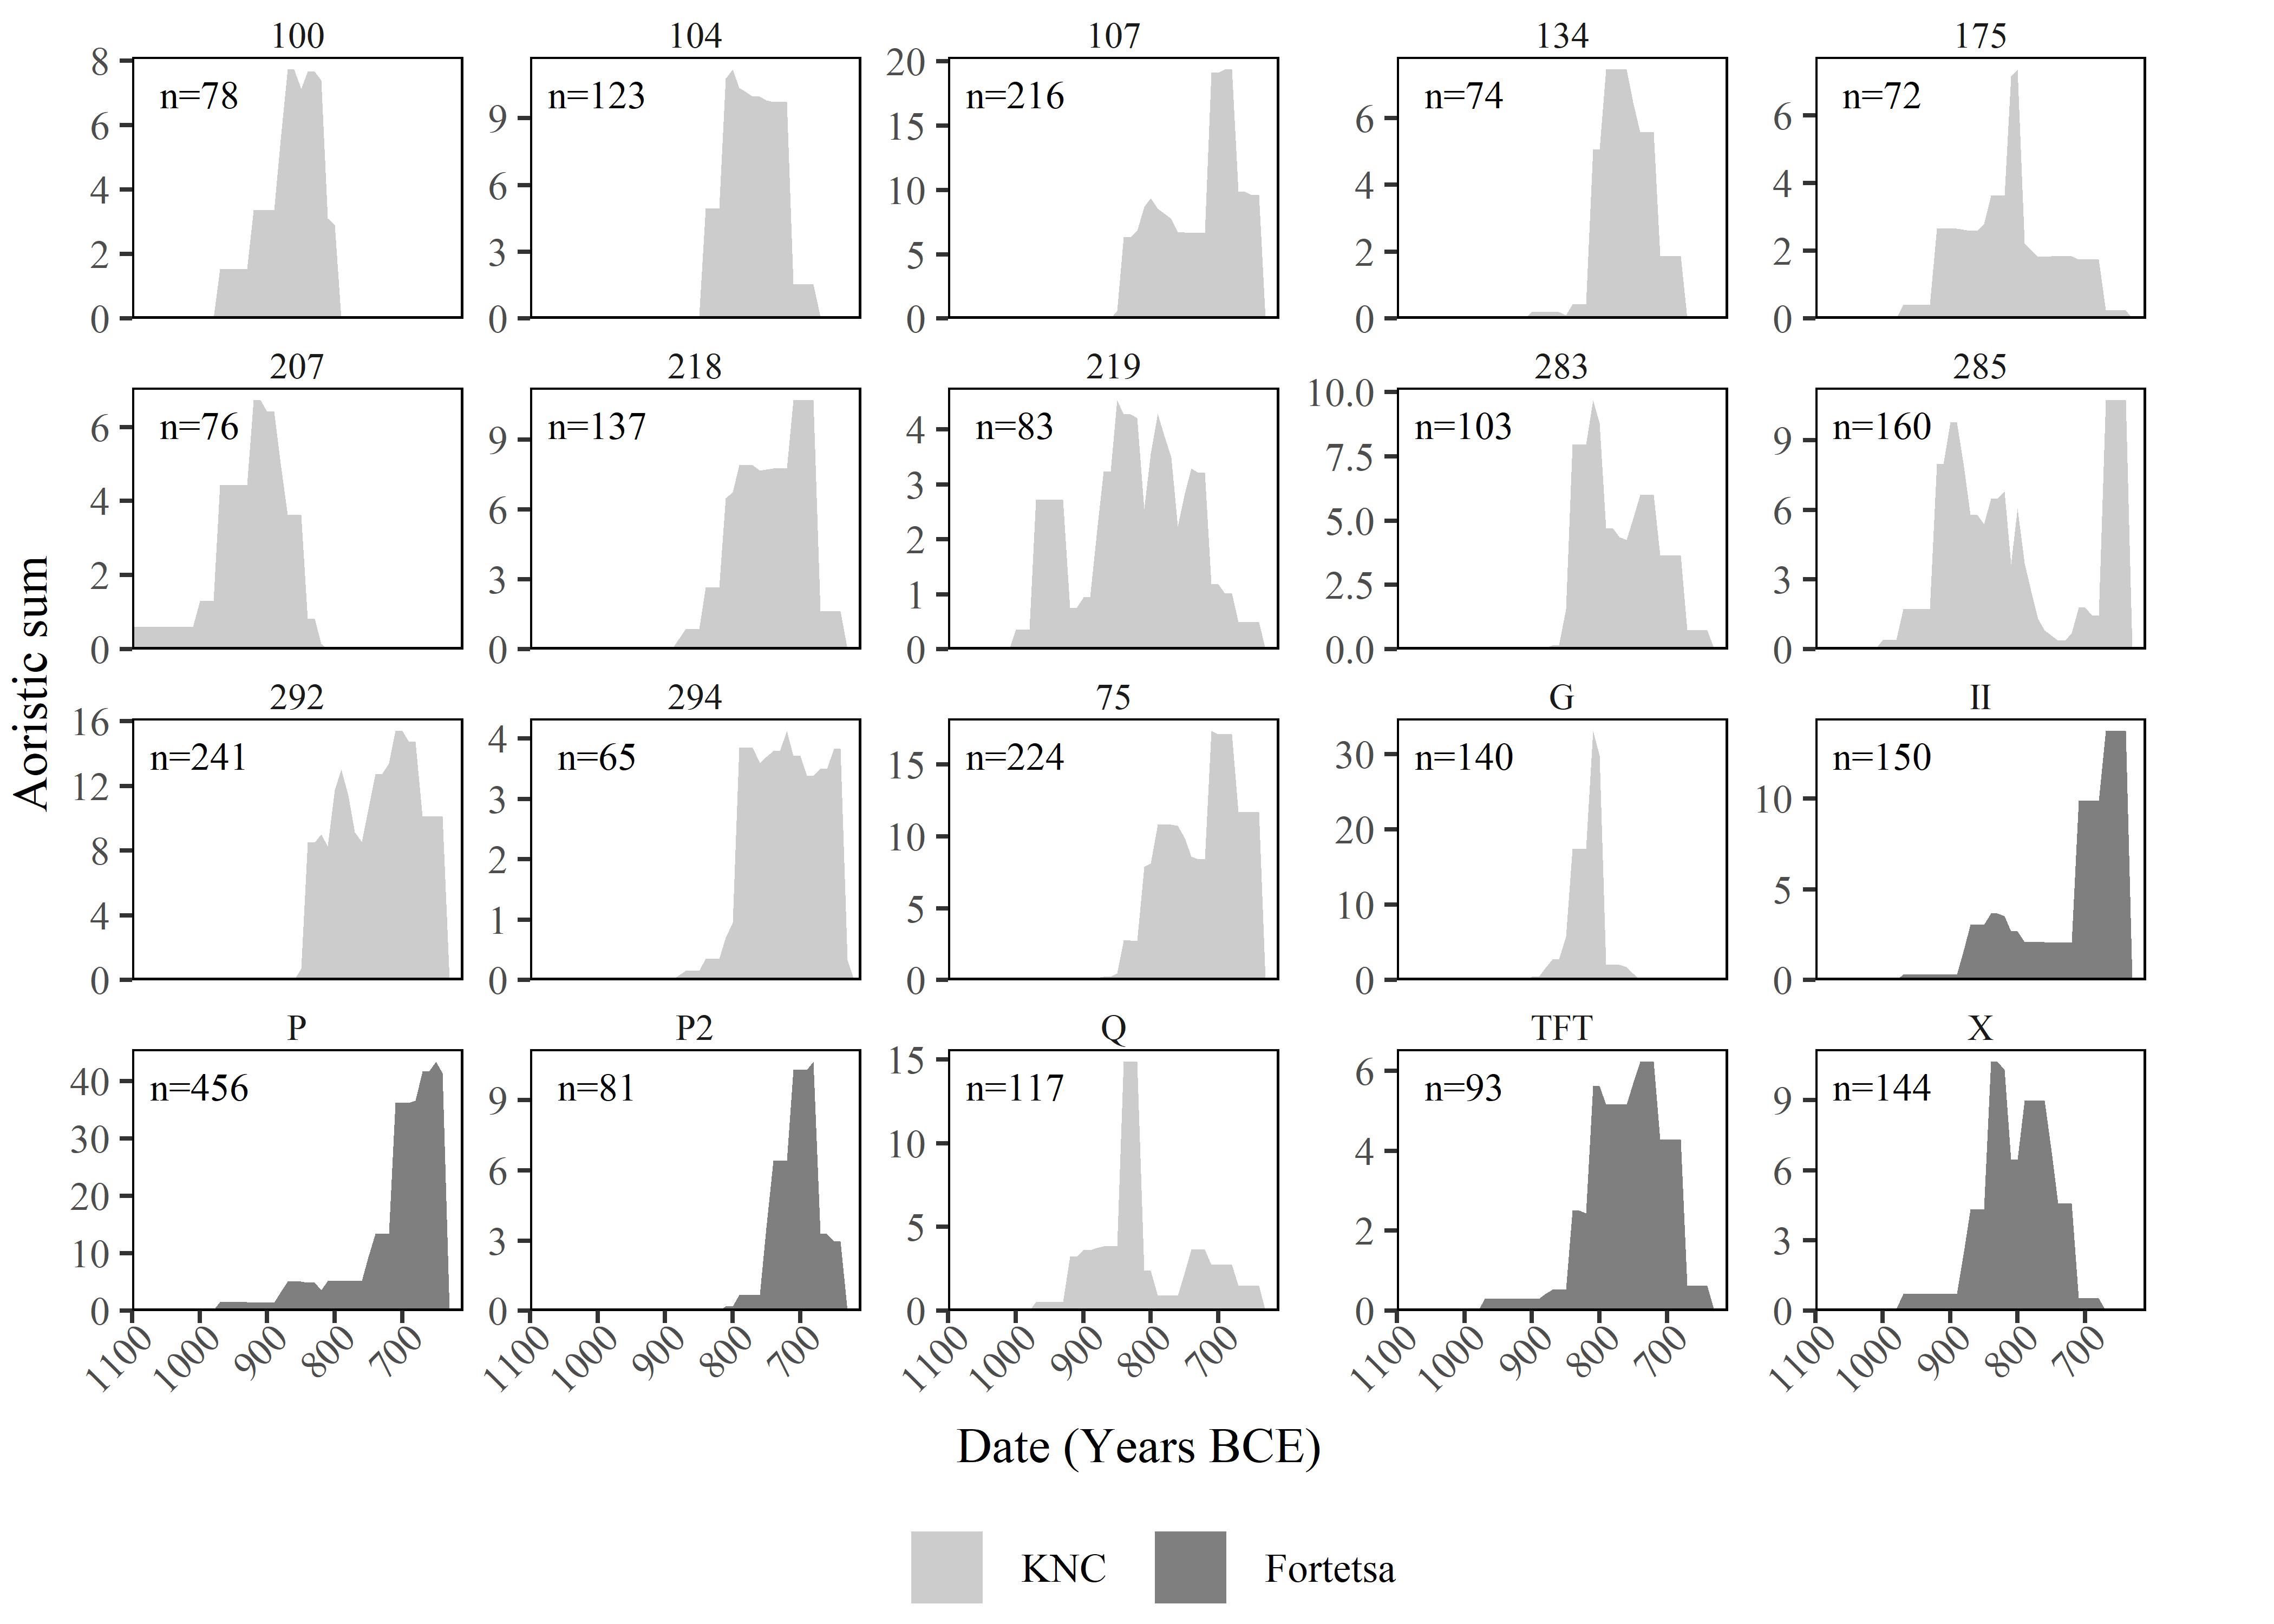 100 104 107 134 175
8 6 4 2 0 n=78
9 6 3 0 n=123
20 15 10 5 0 n=216
6 4 2 0 n=74
6 4 2 0 n=72
207 218 219 283 285
6 4 2 0 n=76
9 6 3 0 n=137
4 3 2 1 0 n=83
10.0 7.5 5.0 2.5 0.0 n=103
9 6 3 0 n=160
292 294 75 G II
16 12 8 4 0 n=241
4 3 2 1 0 n=65
15 10 5 0 n=224
30 20 10 0 n=140
10 5 0 n=150
P P2 Q TFT X
40 30 20 10 0 n=456
9 6 3 0 n=81
15 10 5 0 n=117
6 4 2 0 n=93
9 6 3 0 n=144
1100 1000 900 800 700 1100 1000 900 800 700 1100 1000 900 800 700 1100 1000 900 800 700 1100 1000 900 800 700
Aoristic sum
Date (Years BCE)
KNC Fortetsa